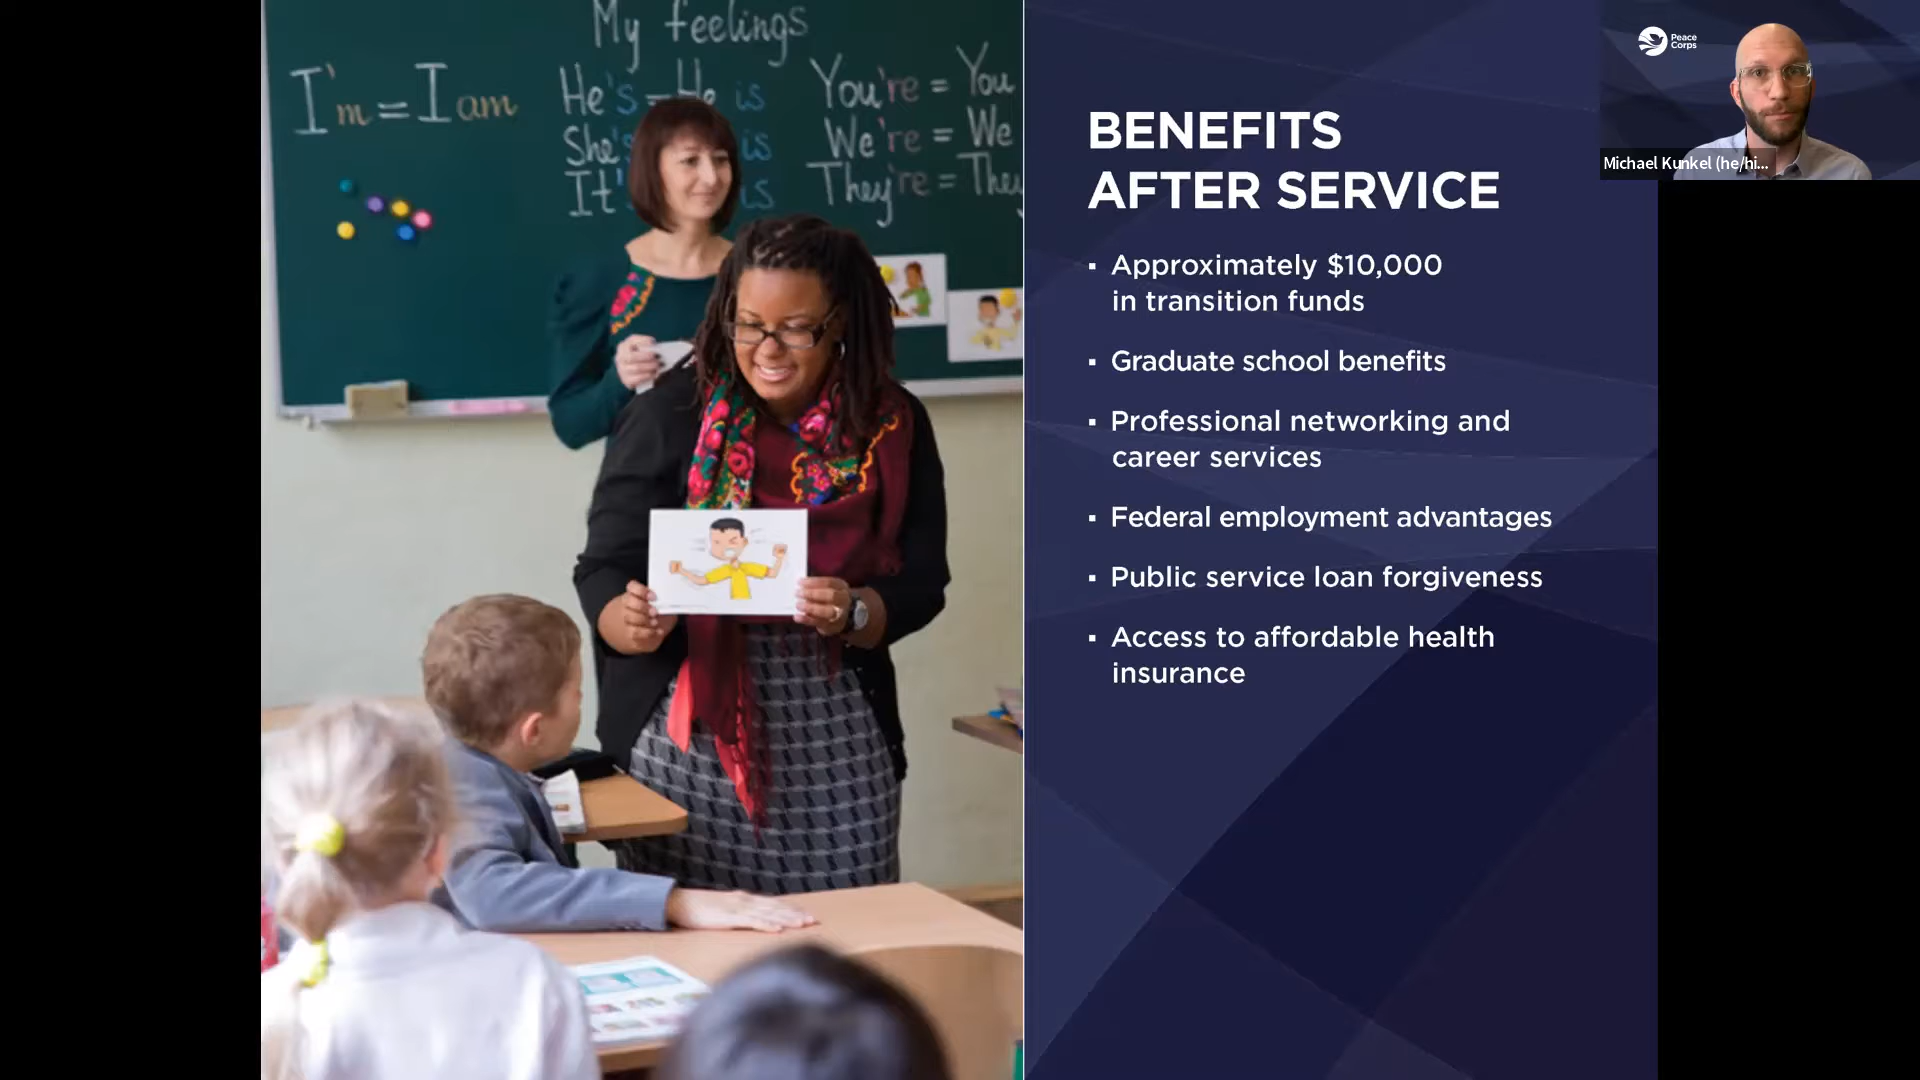 My feelings
I'm = I am
He's = He is
She's is
It' is
You're = You
We're = We
They're = They
BENEFITS
AFTER SERVICE
▪ Approximately $10,000
in transition funds
▪ Graduate school benefits
▪ Professional networking and
career services
▪ Federal employment advantages
▪ Public service loan forgiveness
▪ Access to affordable health
insurance
Peace
Corps
Michael Kunkel (he/hi...